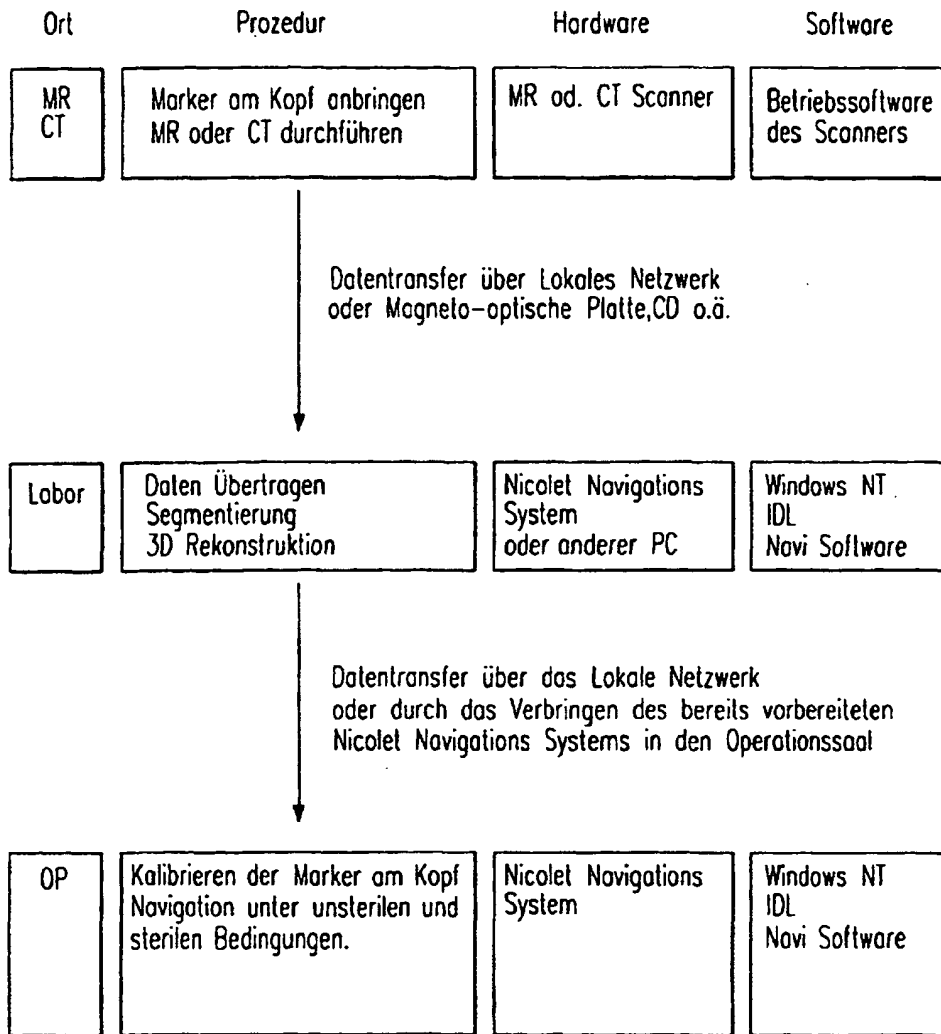 Ort Prozedur Hardware Software
MR
CT
Marker am Kopf anbringen
MR oder CT durchführen
MR od. CT Scanner
Betriebssoftware
des Scanners
Datentransfer über Lokales Netzwerk
oder Magneto-optische Platte,CD o.ä.
Labor
Daten Übertragen
Segmentierung
3D Rekonstruktion
Nicolet Navigations
System
oder anderer PC
Windows NT
IDL
Navi Software
Datentransfer über das Lokale Netzwerk
oder durch das Verbringen des bereits vorbereiteten
Nicolet Navigations Systems in den Operationssaal
OP
Kalibrieren der Marker am Kopf
Navigation unter unsterilen und
sterilen Bedingungen.
Nicolet Navigations
System
Windows NT
IDL
Navi Software